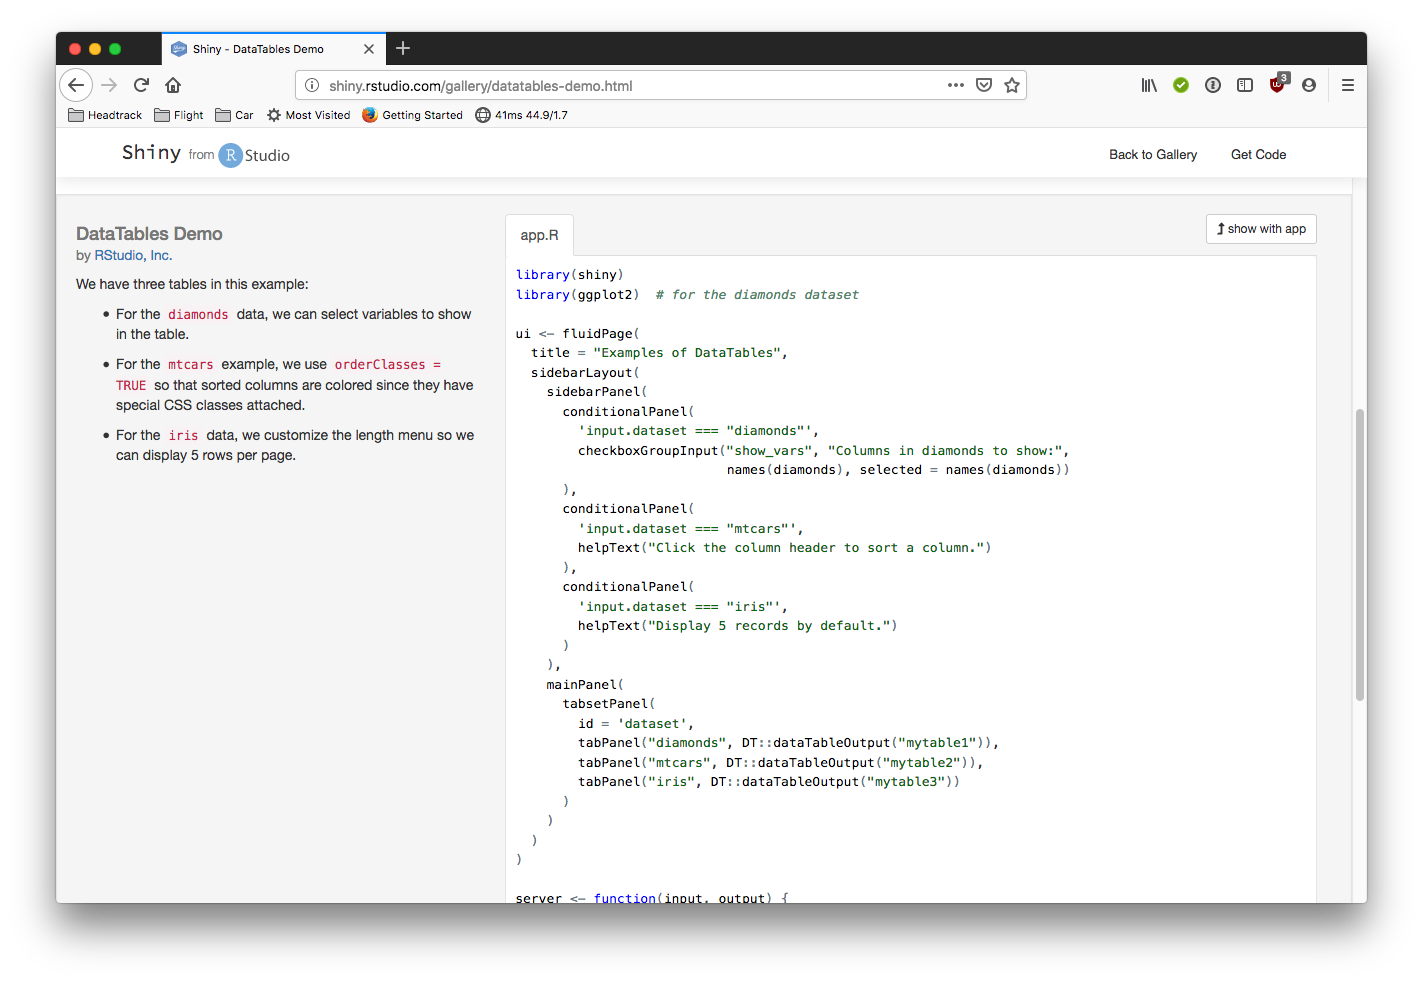 Shiny - DataTables Demo
shiny.rstudio.com/gallery/datatables-demo.html
3
Headtrack Flight Car Most Visited Getting Started 41ms 44.9/1.7
Shiny from R Studio Back to Gallery Get Code
DataTables Demo
by RStudio, Inc.
We have three tables in this example:
• For the diamonds data, we can select variables to show
in the table.
• For the mtcars example, we use orderClasses =
TRUE so that sorted columns are colored since they have
special CSS classes attached.
• For the iris data, we customize the length menu so we
can display 5 rows per page.
app.R
show with app
library(shiny)
library(ggplot2)  # for the diamonds dataset

ui <- fluidPage(
  title = "Examples of DataTables",
  sidebarLayout(
    sidebarPanel(
      conditionalPanel(
        'input.dataset === "diamonds"',
        checkboxGroupInput("show_vars", "Columns in diamonds to show:",
                           names(diamonds), selected = names(diamonds))
      ),
      conditionalPanel(
        'input.dataset === "mtcars"',
        helpText("Click the column header to sort a column.")
      ),
      conditionalPanel(
        'input.dataset === "iris"',
        helpText("Display 5 records by default.")
      )
    ),
    mainPanel(
      tabsetPanel(
        id = 'dataset',
        tabPanel("diamonds", DT::dataTableOutput("mytable1")),
        tabPanel("mtcars", DT::dataTableOutput("mytable2")),
        tabPanel("iris", DT::dataTableOutput("mytable3"))
      )
    )
  )
)

server <- function(input, output) {